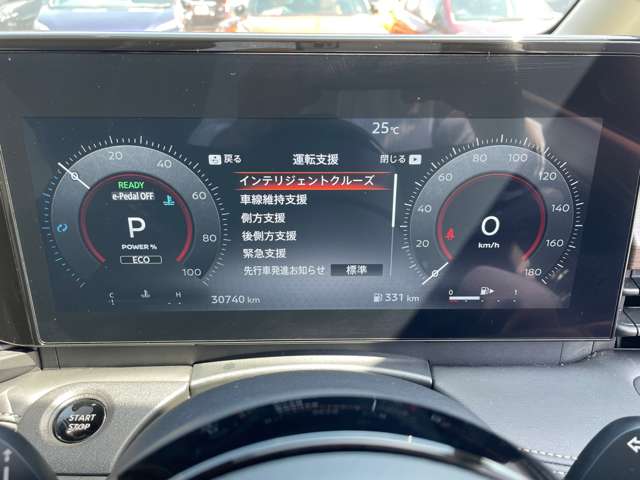 25℃
戻る 運転支援 閉じる
インテリジェントクルーズ
車線維持支援
側方支援
後側方支援
緊急支援
先行車発進お知らせ 標準
0 20 40 60 80 100
READY
e-Pedal OFF
P
POWER %
ECO
C H
30740 km
0 20 40 60 80 100 120 140 160 180
0
km/h
331 km
0 1
START
STOP